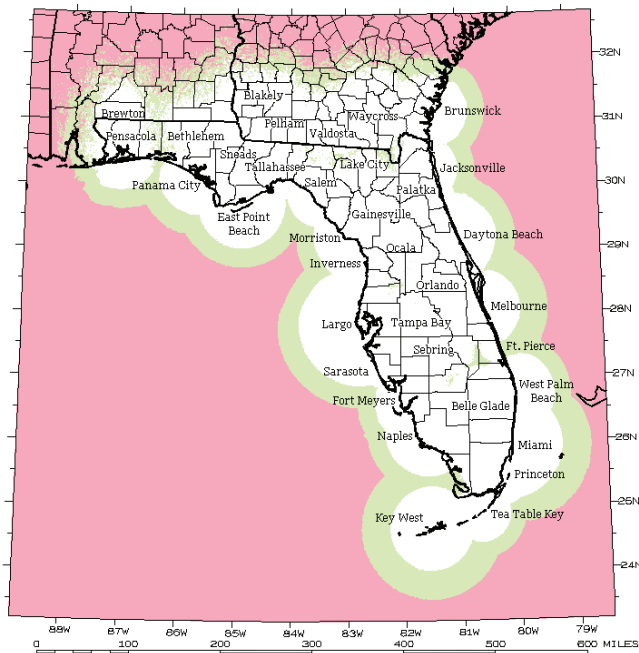 32N
Blakely
Brewton
Waycross
Brunswick
31N
Pelham
Valdosta
Pensacola
Bethlehem
Sneads
Tallahassee
Lake City
Jacksonville
30N
Panama City
Salem
Palatka
East Point
Beach
Gainesville
Morriston
Daytona Beach
29N
Ocala
Inverness
Orlando
Melbourne
28N
Largo
Tampa Bay
Sebring
Ft. Pierce
27N
Sarasota
West Palm
Beach
Fort Meyers
Belle Glade
Naples
26N
Miami
Princeton
25N
Key West
Tea Table Key
24N
88W 87W 86W 85W 84W 83W 82W 81W 80W 79W
0 100 200 300 400 500 600 MILES